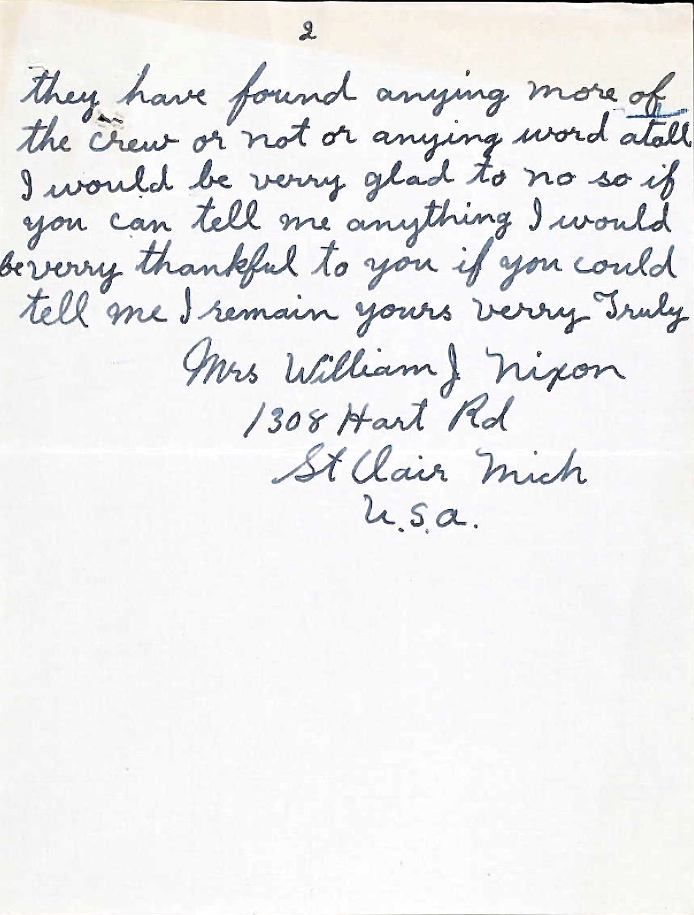 2
they have found anying more of
the crew or not or anying word atall
I would be verry glad to no so if
you can tell me anything I would
be verry thankful to you if you could
tell me I remain yours verry Truly
Mrs William J Nixon
1308 Hart Rd
St Clair Mich
U.S.a.